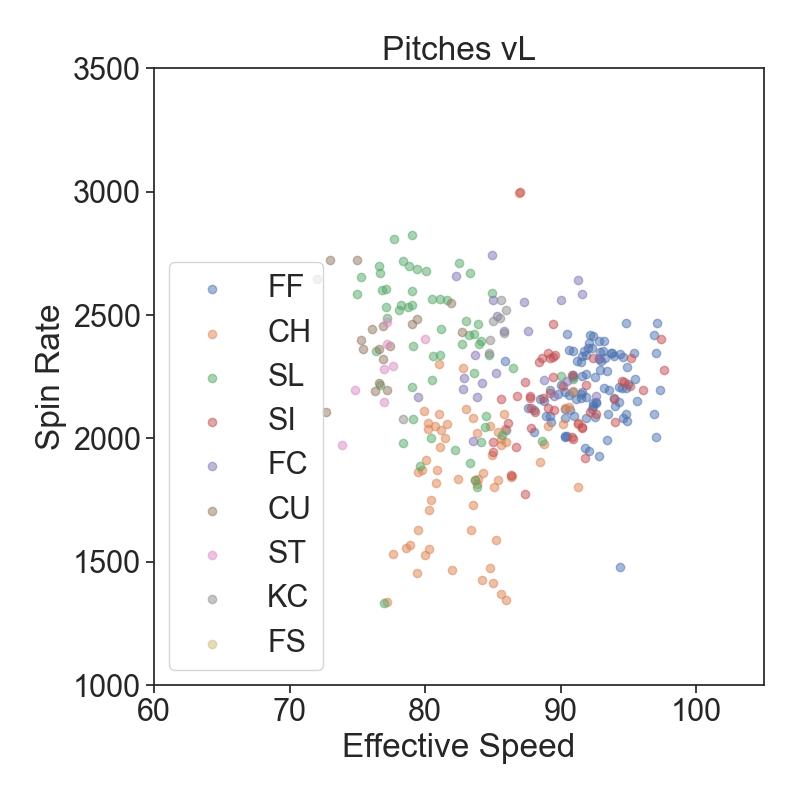 Pitches vL
3500
3000
2500
2000
1500
1000
Spin Rate
FF
CH
SL
SI
FC
CU
ST
KC
FS
60 70 80 90 100
Effective Speed